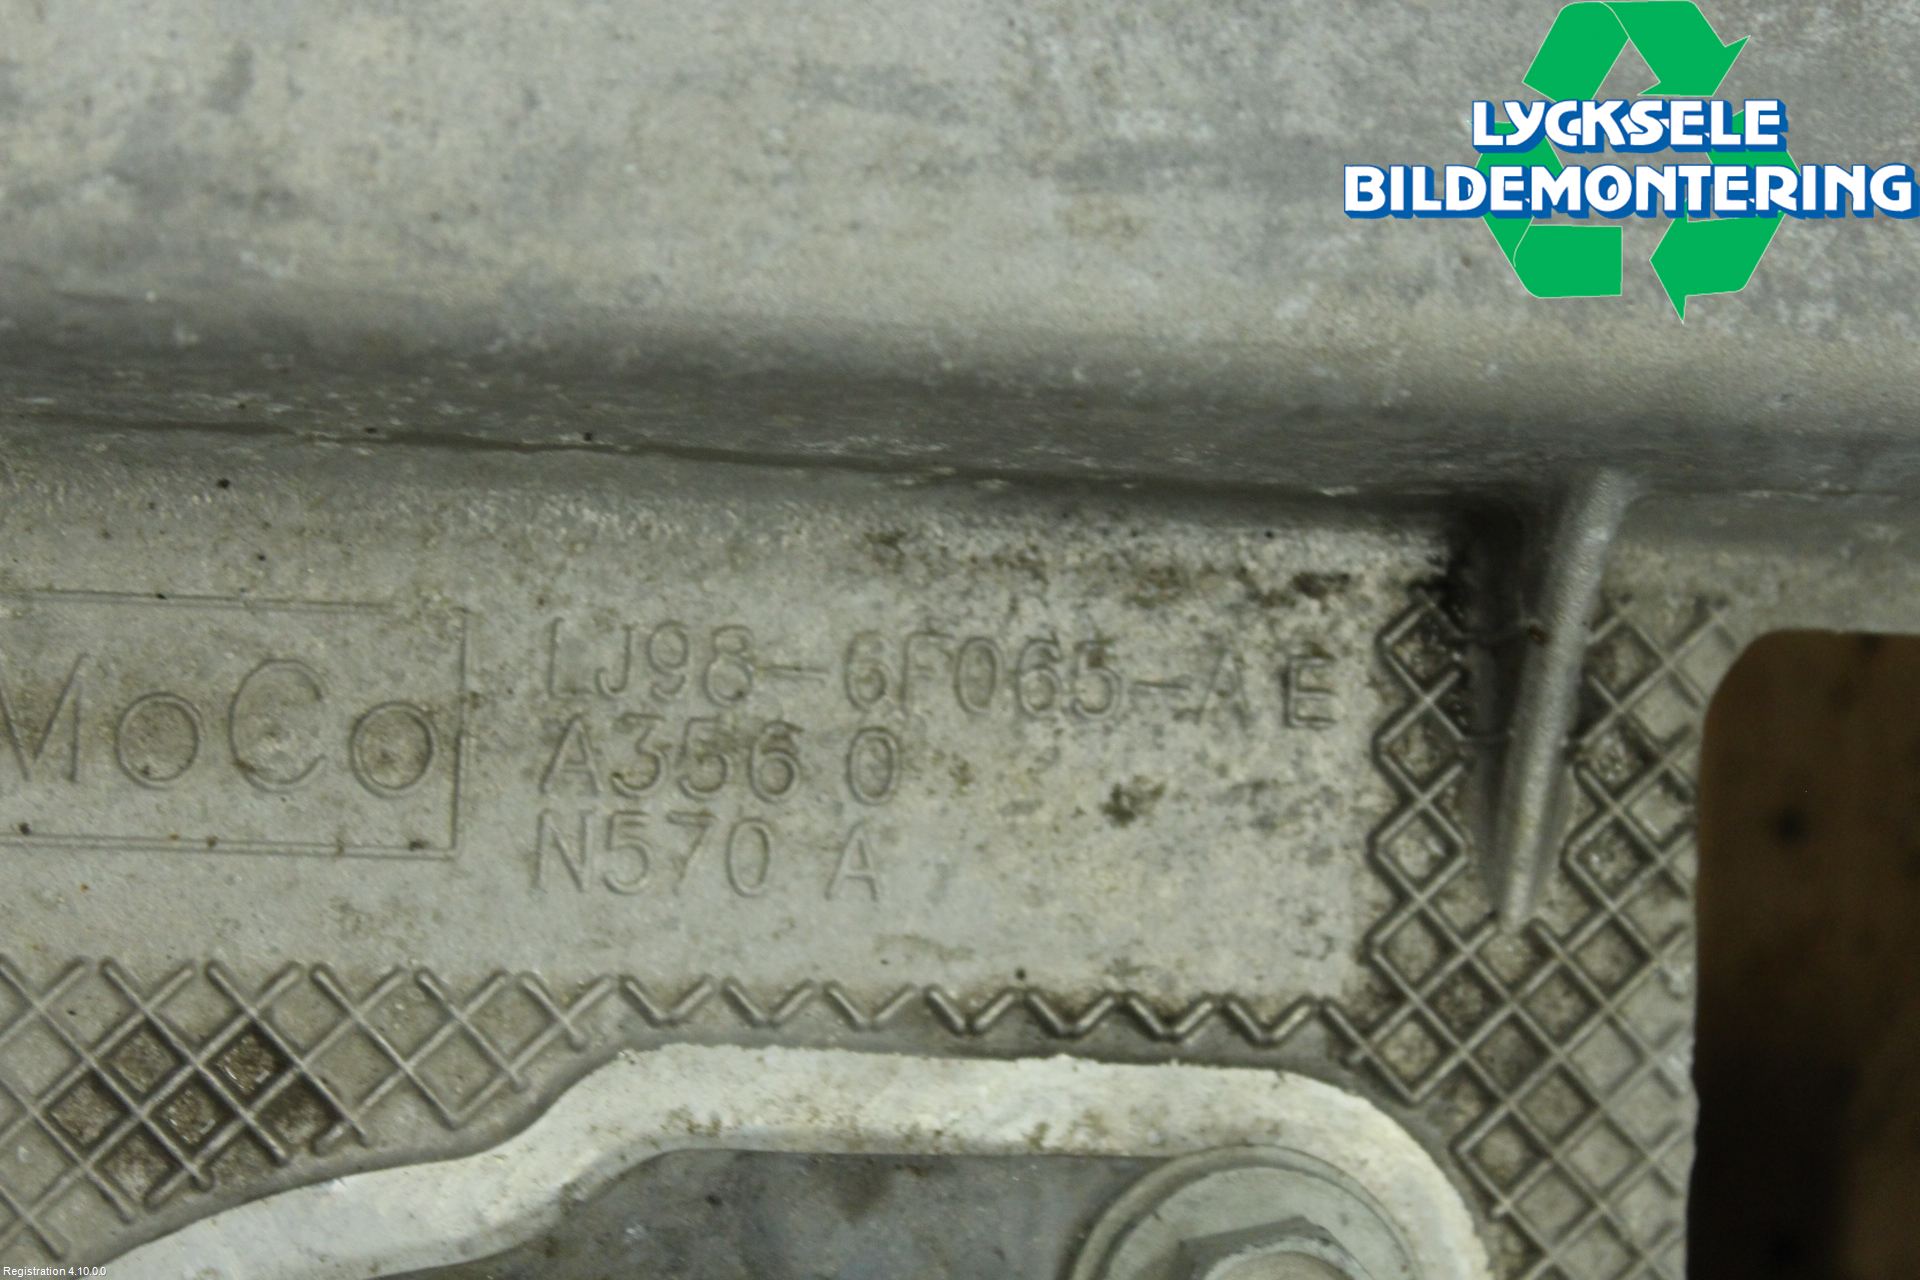 LYCKSELE
BILDEMONTERING
MoCo
LJ98-6F065-AE
A356 0
N570 A
Registration 4.10.0.0